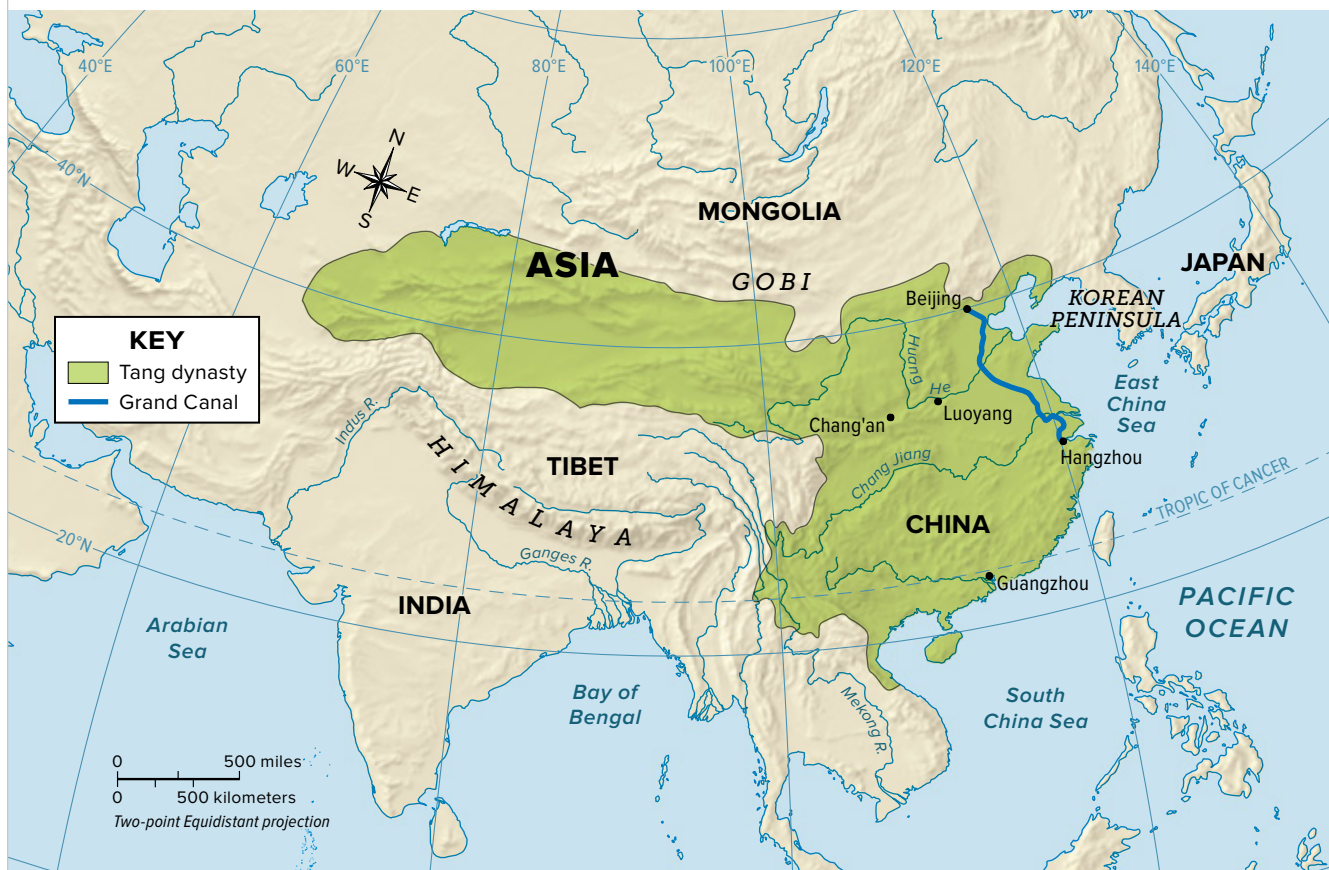 40°E
60°E
80°E
100°E
120°E
140°E
40°N
N
W
E
S
MONGOLIA
ASIA
GOBI
JAPAN
Beijing
KOREAN
PENINSULA
KEY
Tang dynasty
Grand Canal
Huang
He
East
China
Sea
Luoyang
Chang'an
Indus R.
Hangzhou
HIMALAYA
TIBET
Chang Jiang
TROPIC OF CANCER
CHINA
20°N
Ganges R.
Guangzhou
INDIA
PACIFIC
OCEAN
Arabian
Sea
Bay of
Bengal
Mekong R.
South
China Sea
0 500 miles
0 500 kilometers
Two-point Equidistant projection